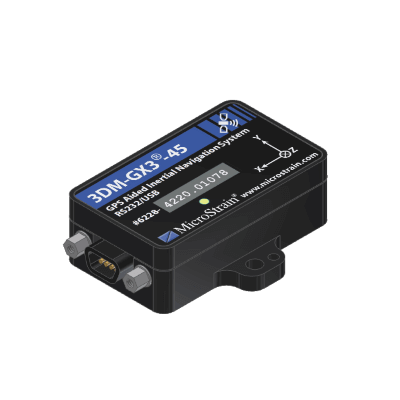 3DM-GX3®-45
GPS Aided Inertial Navigation System
RS232/USB
#6228- 4220.01078
MicroStrain®
www.microstrain.com
Y
X
Z